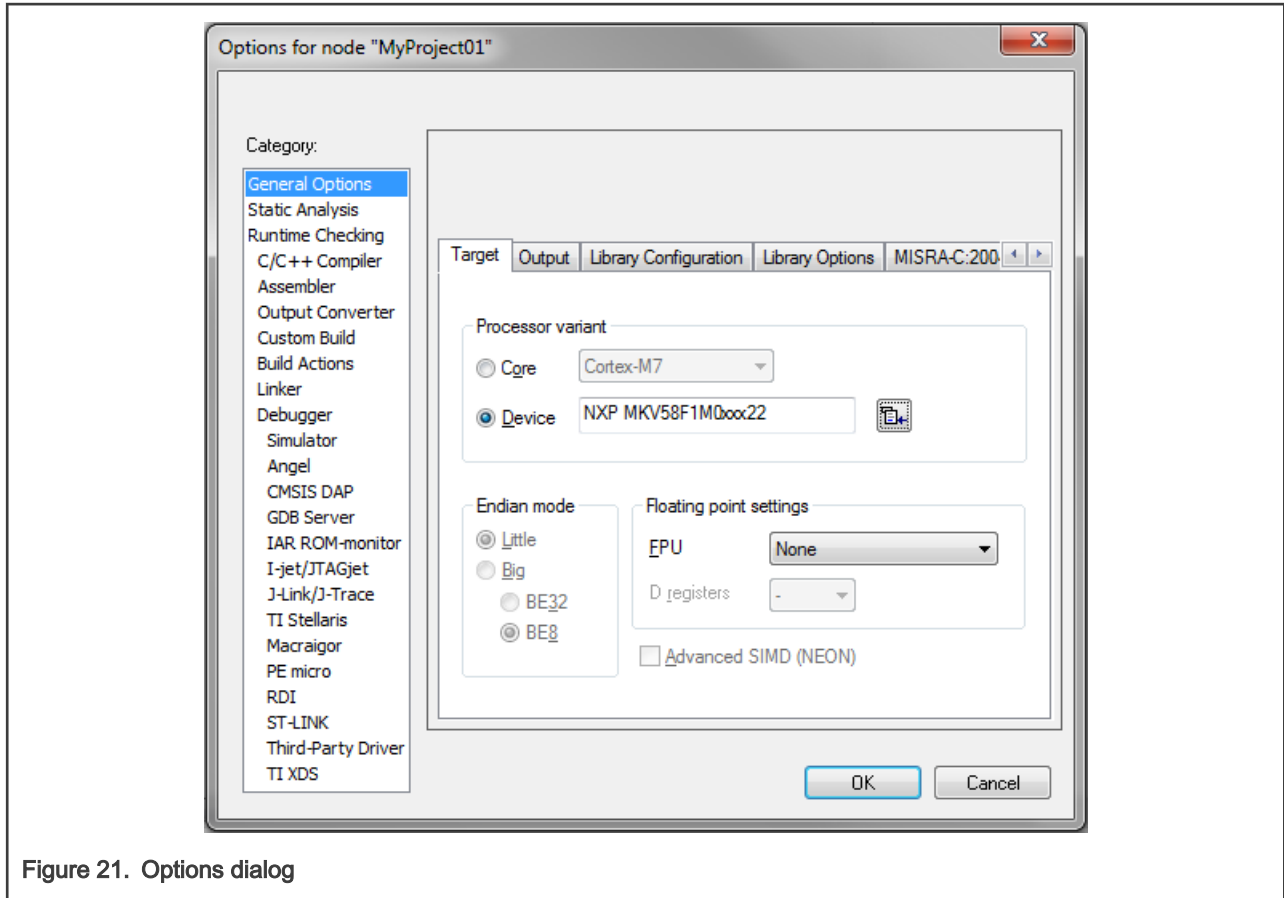 Options for node "MyProject01"
Category:
General Options
Static Analysis
Runtime Checking
C/C++ Compiler
Assembler
Output Converter
Custom Build
Build Actions
Linker
Debugger
Simulator
Angel
CMSIS DAP
GDB Server
IAR ROM-monitor
I-jet/JTAGjet
J-Link/J-Trace
TI Stellaris
Macraigor
PE micro
RDI
ST-LINK
Third-Party Driver
TI XDS
Target Output Library Configuration Library Options MISRA-C:200
Processor variant
Core Cortex-M7
Device NXP MKV58F1M0xxx22
Endian mode
Little
Big
BE32
BE8
Floating point settings
FPU None
D registers -
Advanced SIMD (NEON)
OK Cancel
Figure 21. Options dialog